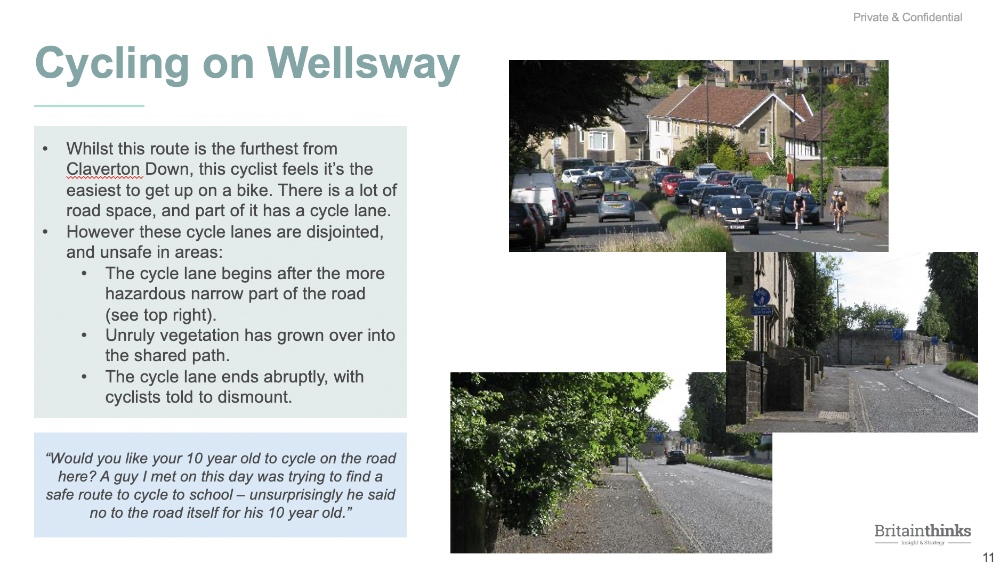 Private & Confidential
Cycling on Wellsway
• Whilst this route is the furthest from
Claverton Down, this cyclist feels it’s the
easiest to get up on a bike. There is a lot of
road space, and part of it has a cycle lane.
• However these cycle lanes are disjointed,
and unsafe in areas:
• The cycle lane begins after the more
hazardous narrow part of the road
(see top right).
• Unruly vegetation has grown over into
the shared path.
• The cycle lane ends abruptly, with
cyclists told to dismount.
“Would you like your 10 year old to cycle on the road
here? A guy I met on this day was trying to find a
safe route to cycle to school – unsurprisingly he said
no to the road itself for his 10 year old.”
Britainthinks
Insight & Strategy
11